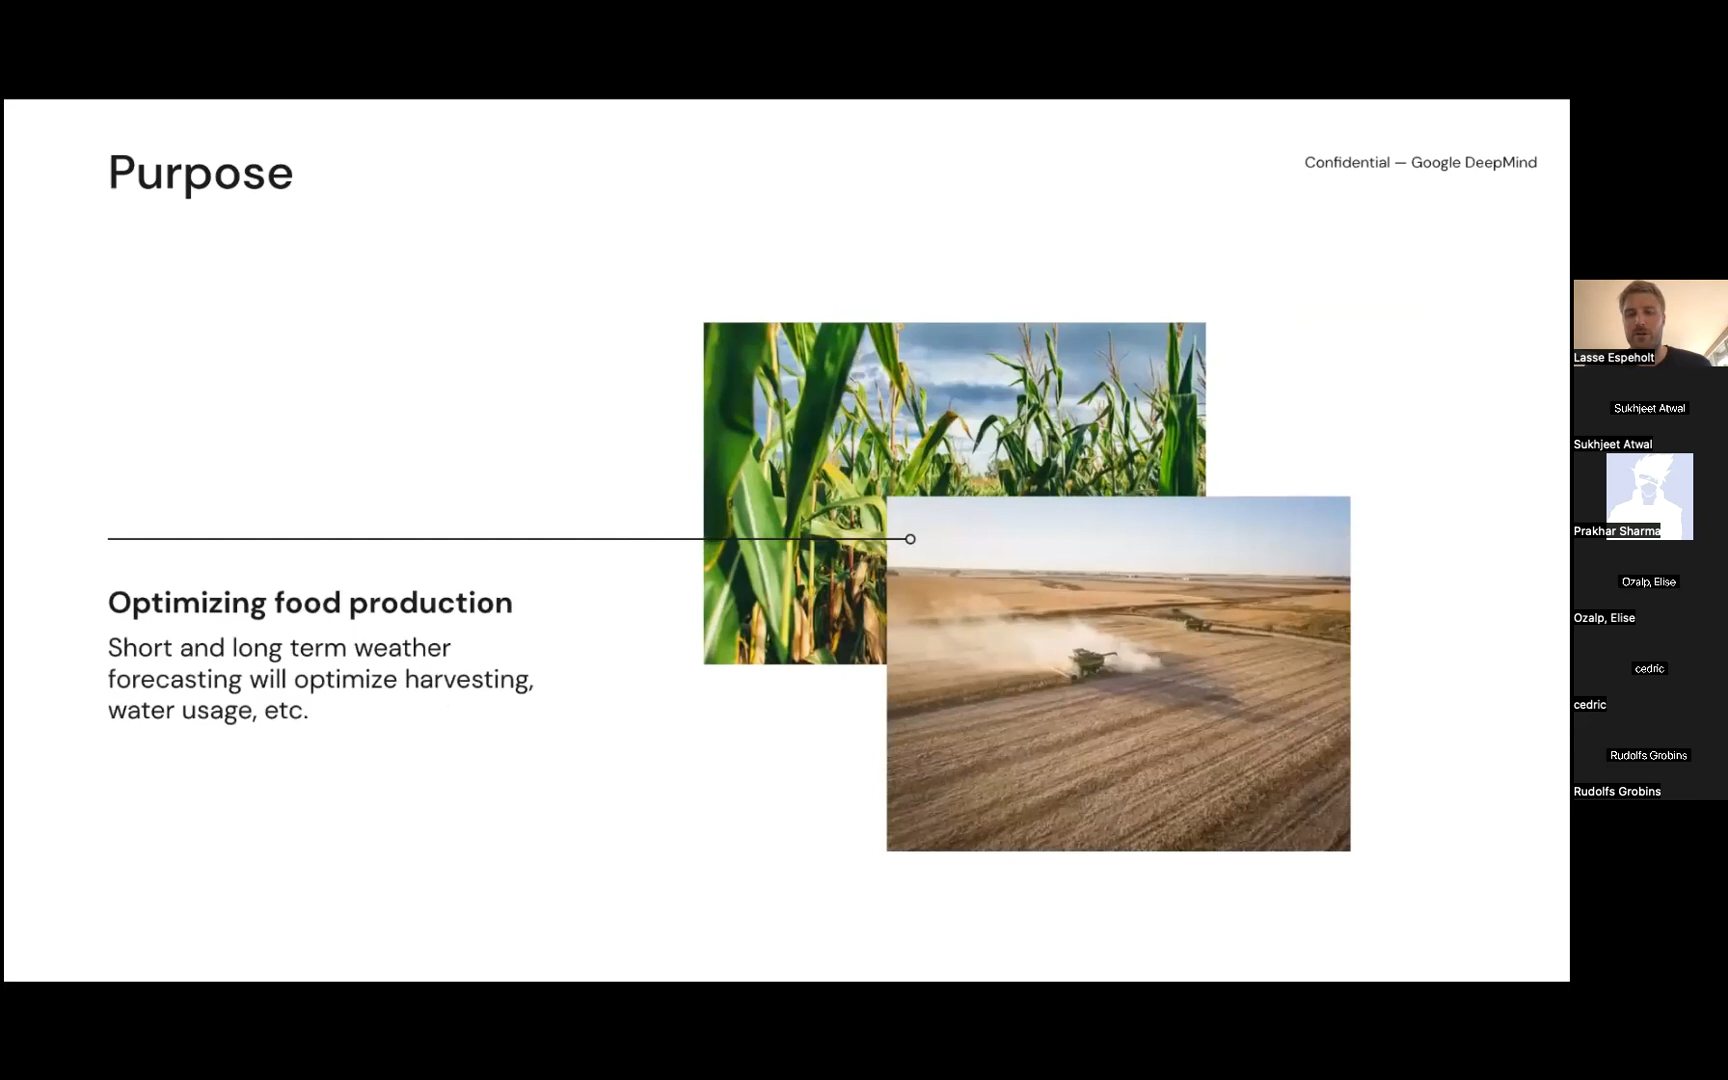 Purpose
Confidential — Google DeepMind
Optimizing food production
Short and long term weather
forecasting will optimize harvesting,
water usage, etc.
Lasse Espeholt
Sukhjeet Atwal
Sukhjeet Atwal
Prakhar Sharma
Ozalp, Elise
Ozalp, Elise
cedric
cedric
Rudolfs Grobins
Rudolfs Grobins